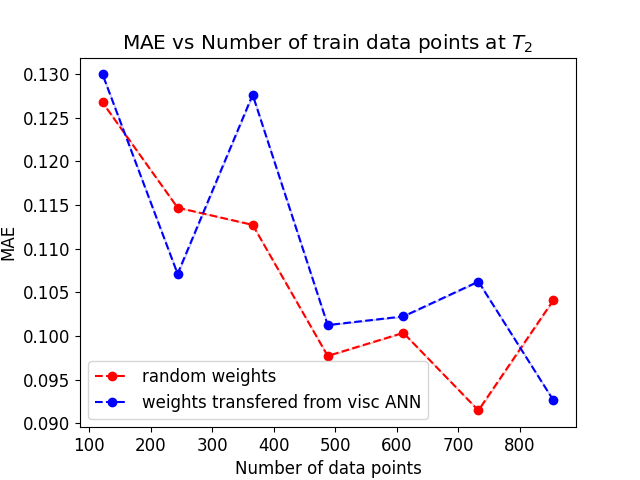 MAE vs Number of train data points at T₂
0.130
0.125
0.120
0.115
0.110
0.105
0.100
0.095
0.090
MAE
random weights
weights transfered from visc ANN
100 200 300 400 500 600 700 800
Number of data points